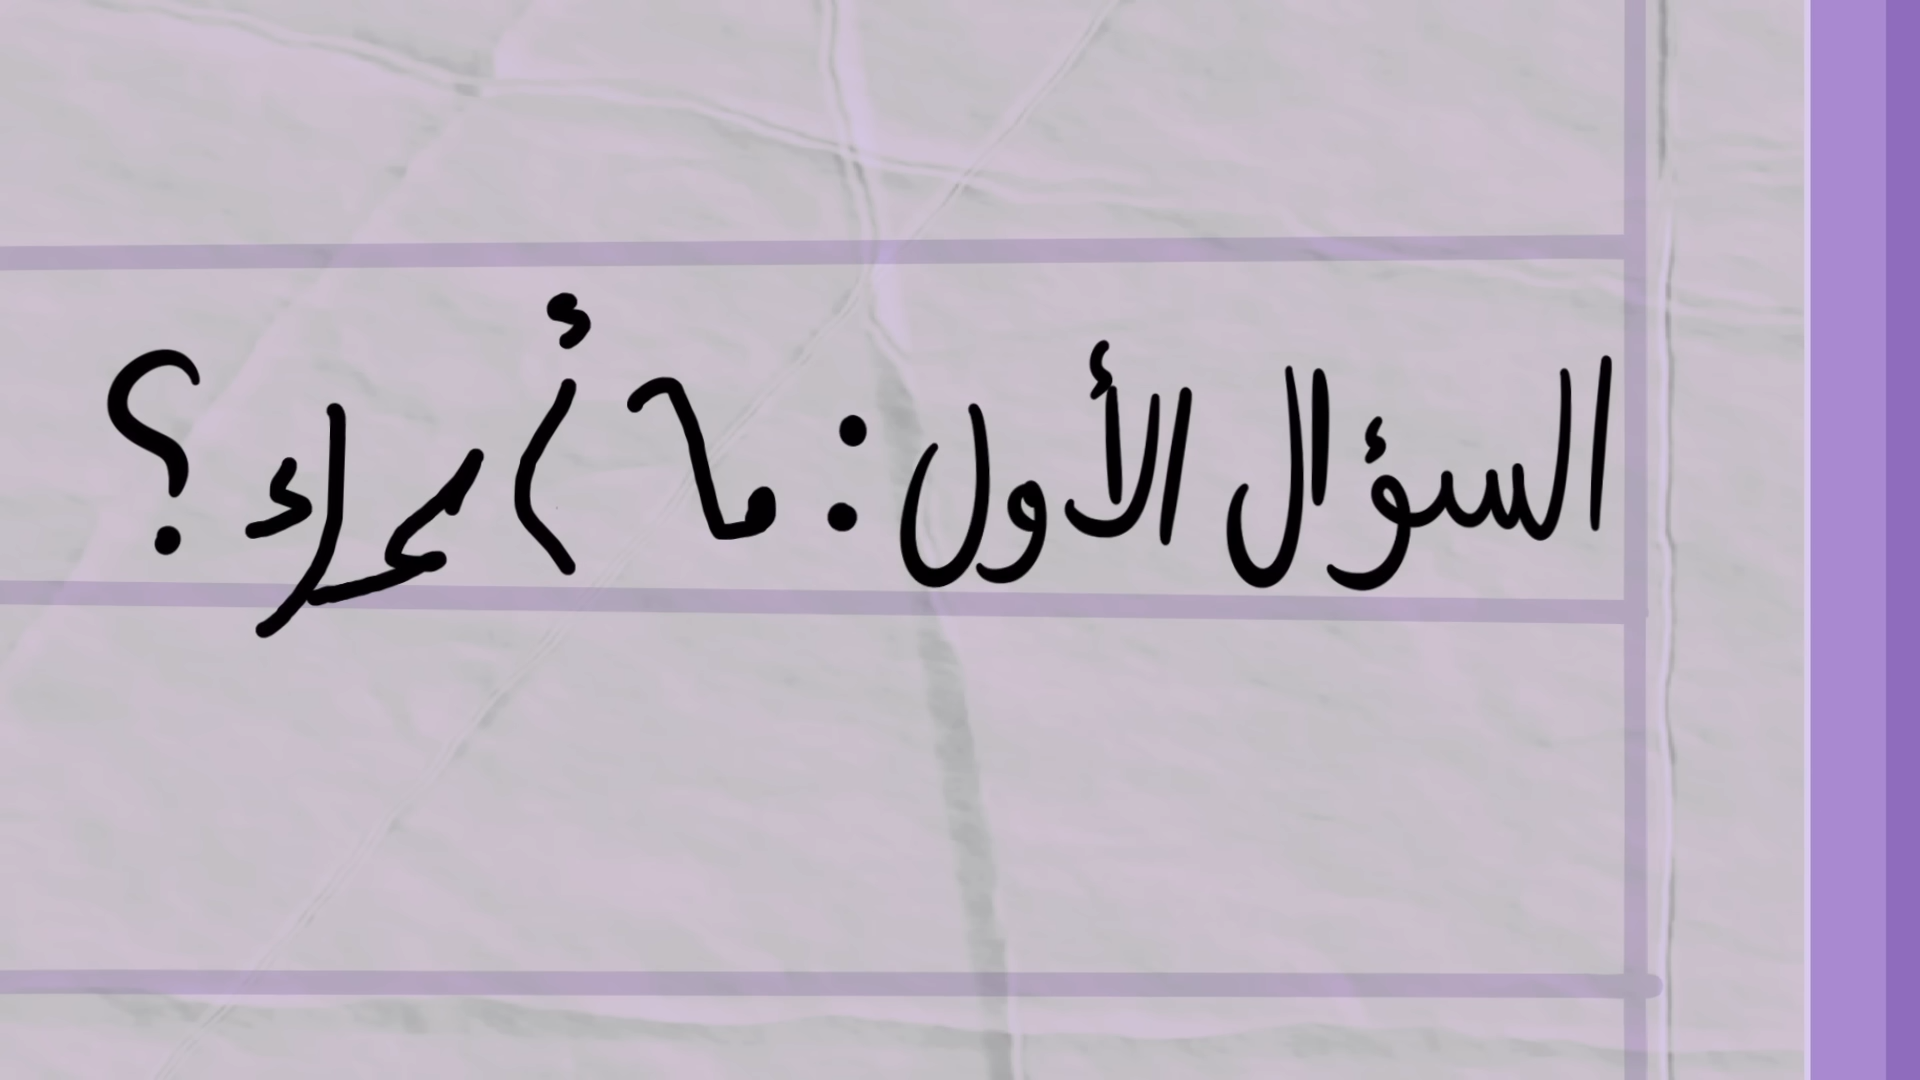 السؤال الأول: ما أ ؟